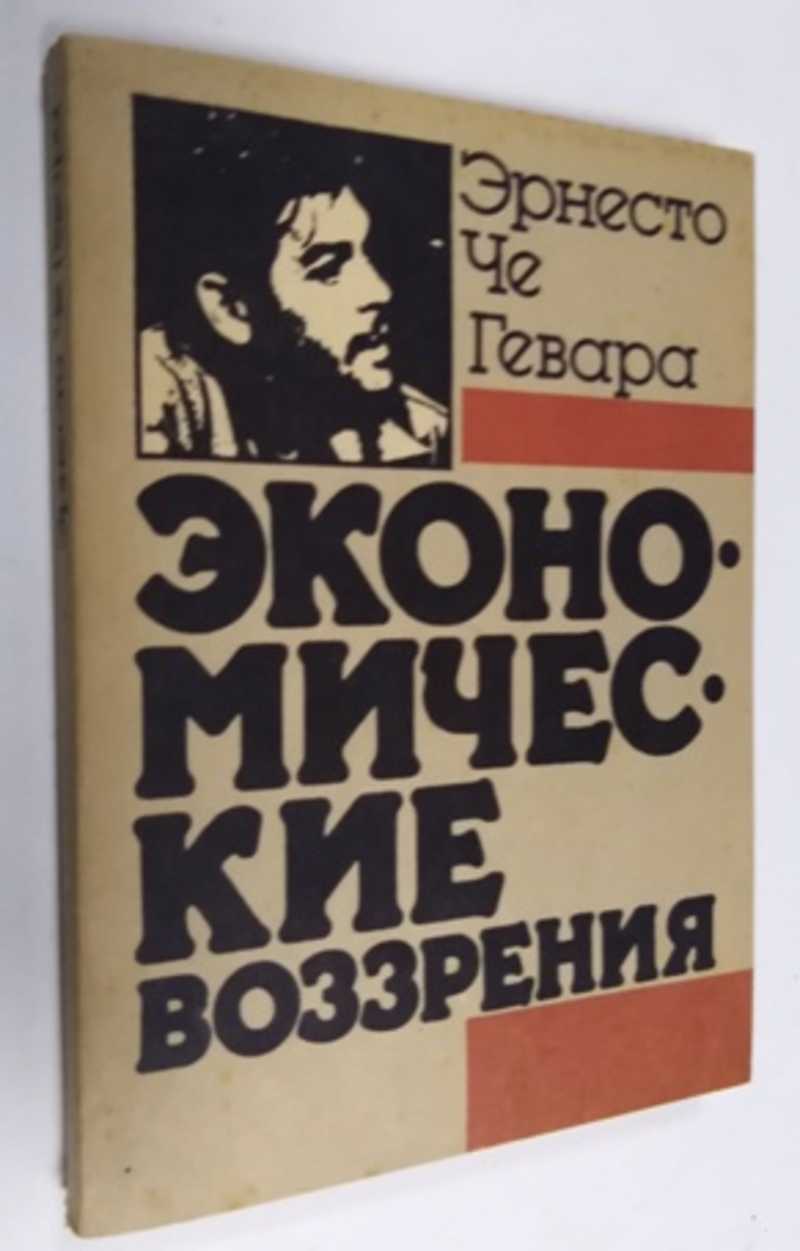 Эрнесто
Че
Гевара
ЭКОНО·
МИЧЕС·
КИЕ
ВОЗЗРЕНИЯ